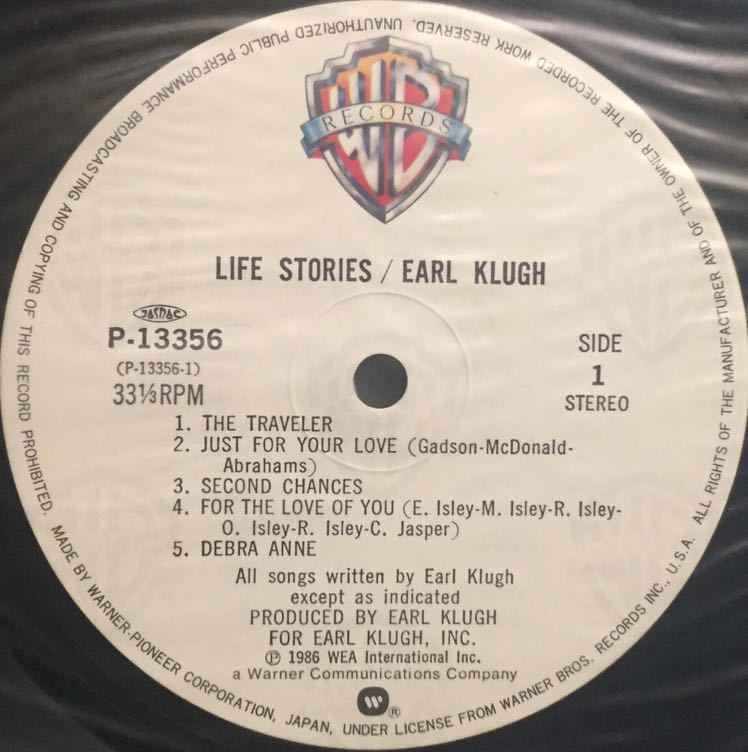 WB
RECORDS
LIFE STORIES / EARL KLUGH
JASRAC
P-13356
(P-13356-1)
33⅓RPM
SIDE
1
STEREO
1. THE TRAVELER
2. JUST FOR YOUR LOVE (Gadson-McDonald-
Abrahams)
3. SECOND CHANCES
4. FOR THE LOVE OF YOU (E. Isley-M. Isley-R. Isley-
O. Isley-R. Isley-C. Jasper)
5. DEBRA ANNE
All songs written by Earl Klugh
except as indicated
PRODUCED BY EARL KLUGH
FOR EARL KLUGH, INC.
℗ 1986 WEA International Inc.
a Warner Communications Company
W®
MADE BY WARNER-PIONEER CORPORATION, JAPAN, UNDER LICENSE FROM WARNER BROS. RECORDS INC., U.S.A. ALL RIGHTS OF THE MANUFACTURER AND OF THE OWNER OF THE RECORDED WORK RESERVED. UNAUTHORIZED PUBLIC PERFORMANCE BROADCASTING AND COPYING OF THIS RECORD PROHIBITED.